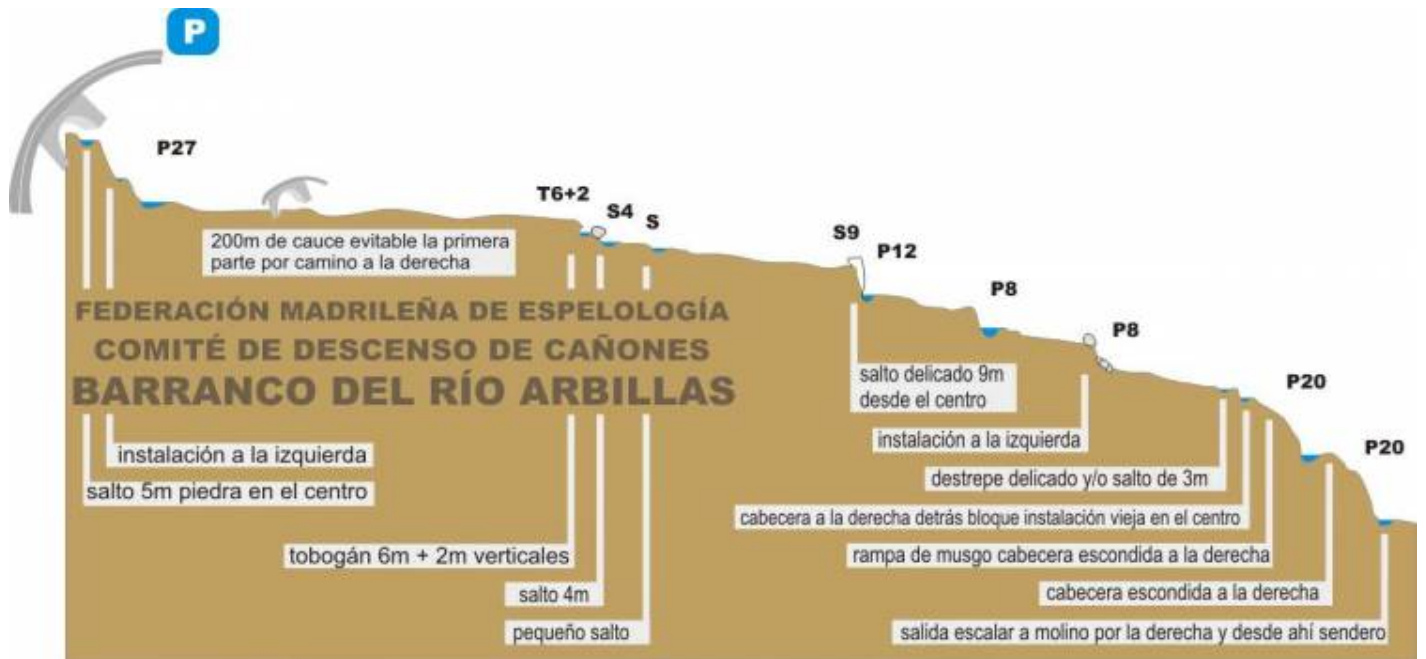 P
P27
T6+2
S4
S
S9
P12
P8
P8
P20
P20
200m de cauce evitable la primera
parte por camino a la derecha
FEDERACIÓN MADRILEÑA DE ESPELOLOGÍA
COMITÉ DE DESCENSO DE CAÑONES
BARRANCO DEL RÍO ARBILLAS
instalación a la izquierda
salto 5m piedra en el centro
tobogán 6m + 2m verticales
salto 4m
pequeño salto
salto delicado 9m
desde el centro
instalación a la izquierda
destrepe delicado y/o salto de 3m
cabecera a la derecha detrás bloque instalación vieja en el centro
rampa de musgo cabecera escondida a la derecha
cabecera escondida a la derecha
salida escalar a molino por la derecha y desde ahí sendero